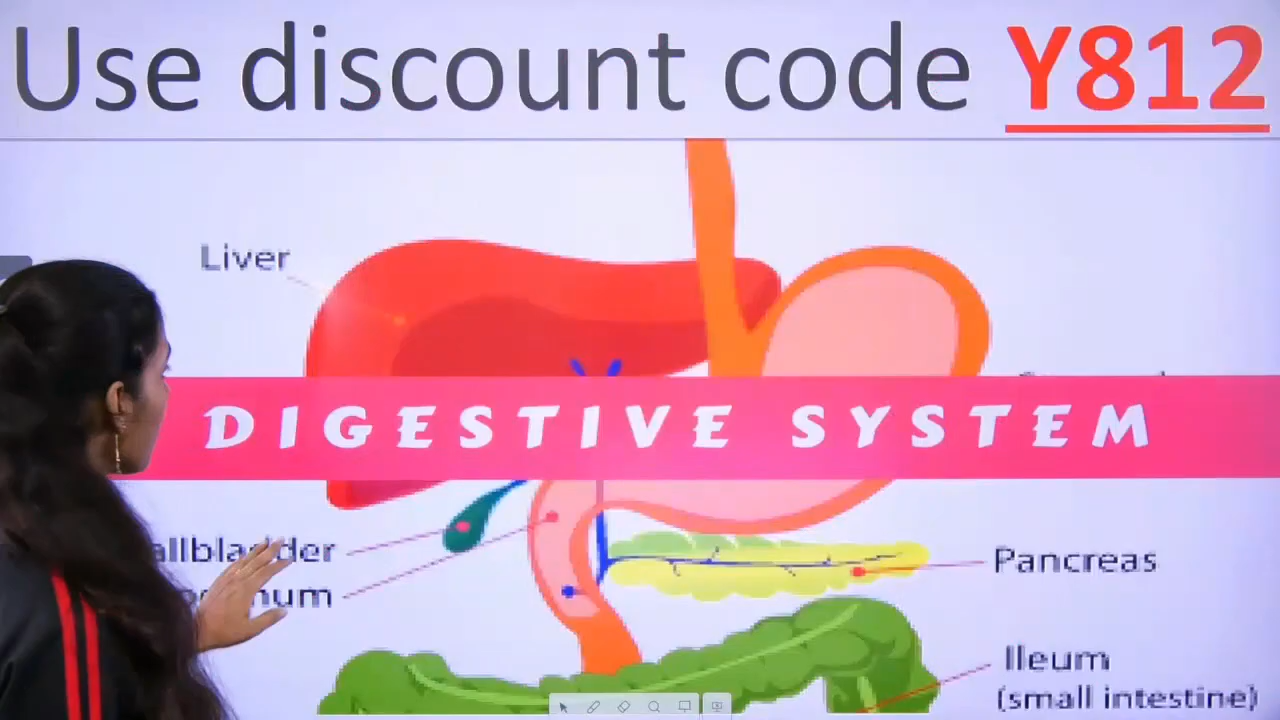 Use discount code Y812
Liver
DIGESTIVE SYSTEM
Pancreas
Ileum
(small intestine)